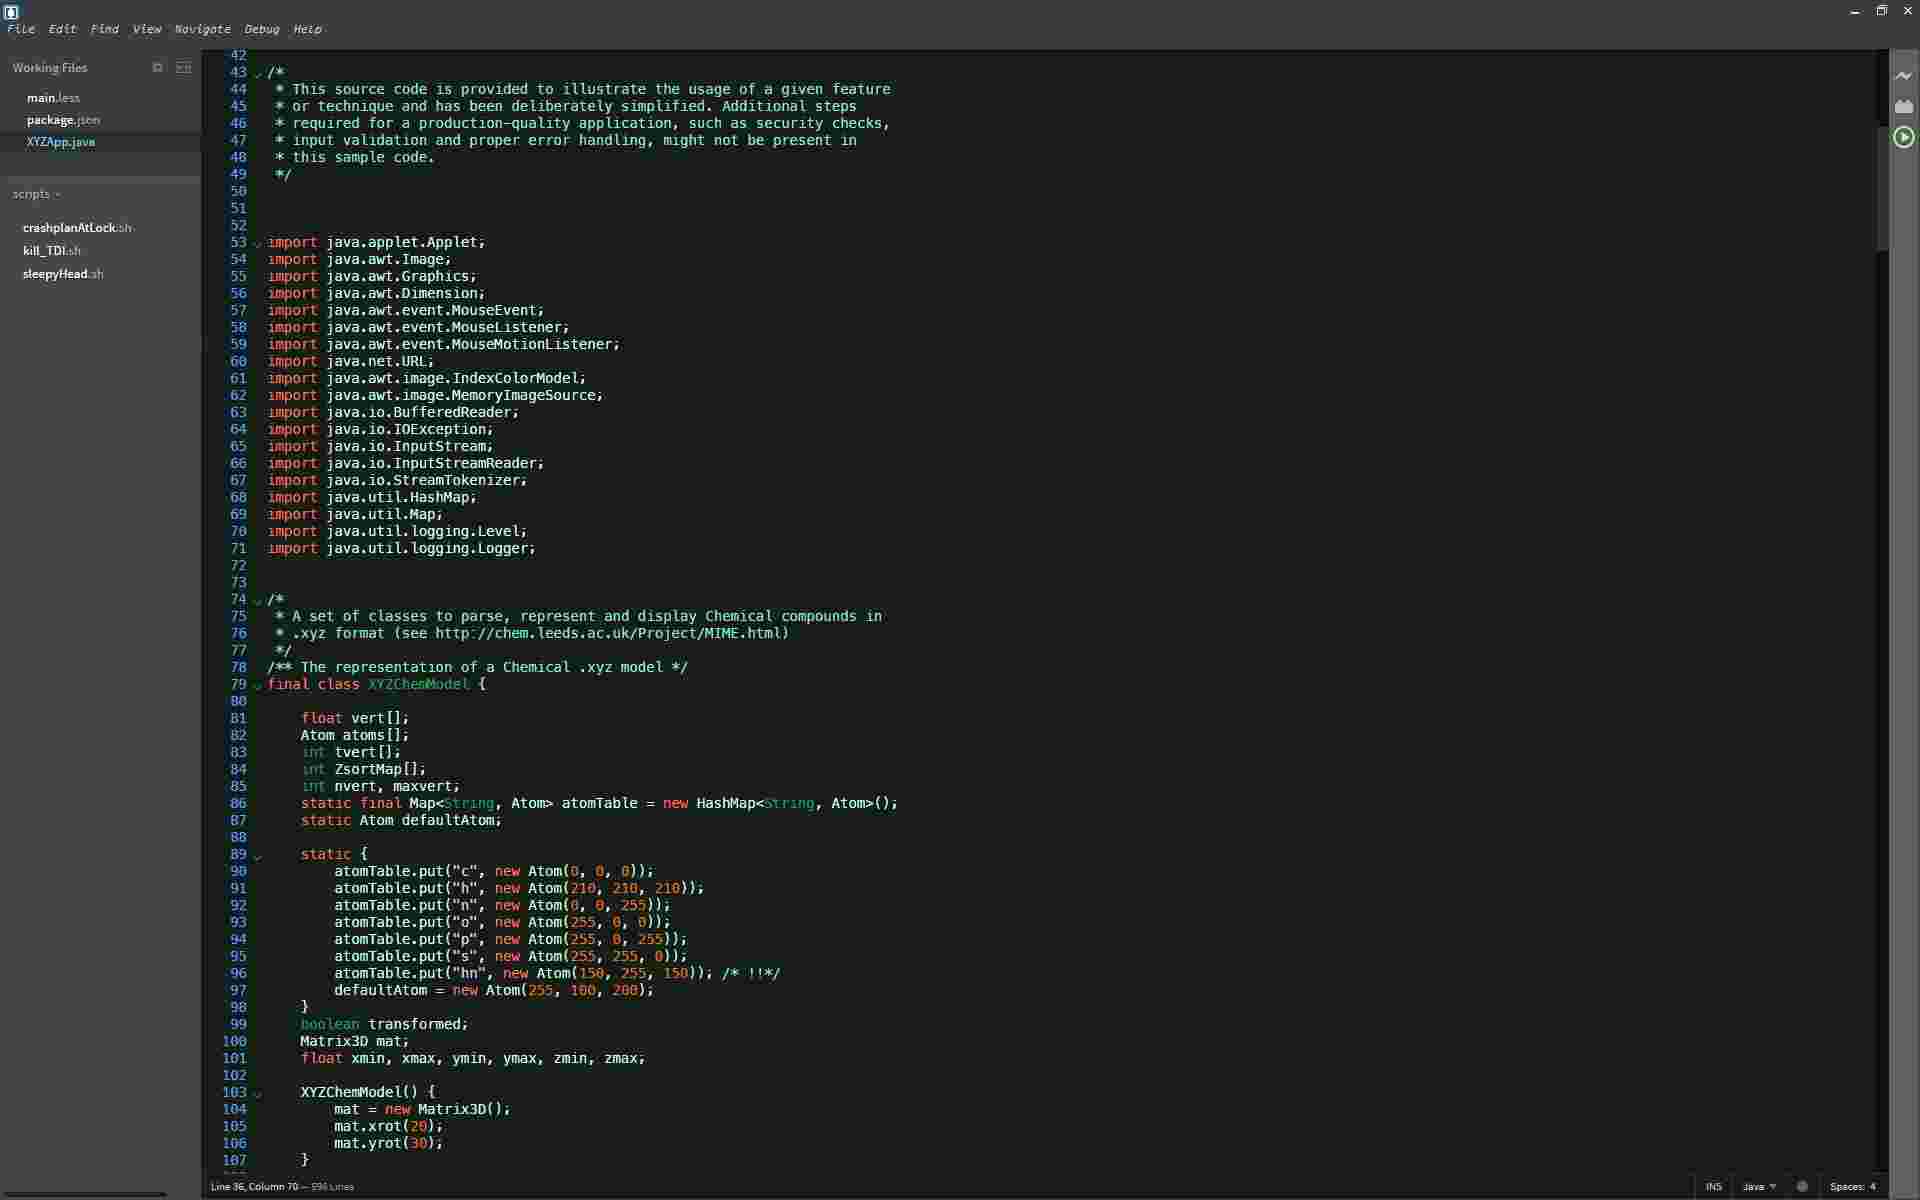 File Edit Find View Navigate Debug Help
Working Files
main.less
package.json
XYZApp.java
scripts
crashplanAtLock.sh
kill_TDI.sh
sleepyHead.sh
42
43 /*
44 * This source code is provided to illustrate the usage of a given feature
45 * or technique and has been deliberately simplified. Additional steps
46 * required for a production-quality application, such as security checks,
47 * input validation and proper error handling, might not be present in
48 * this sample code.
49 */
50
51
52
53 import java.applet.Applet;
54 import java.awt.Image;
55 import java.awt.Graphics;
56 import java.awt.Dimension;
57 import java.awt.event.MouseEvent;
58 import java.awt.event.MouseListener;
59 import java.awt.event.MouseMotionListener;
60 import java.net.URL;
61 import java.awt.image.IndexColorModel;
62 import java.awt.image.MemoryImageSource;
63 import java.io.BufferedReader;
64 import java.io.IOException;
65 import java.io.InputStream;
66 import java.io.InputStreamReader;
67 import java.io.StreamTokenizer;
68 import java.util.HashMap;
69 import java.util.Map;
70 import java.util.logging.Level;
71 import java.util.logging.Logger;
72
73
74 /*
75 * A set of classes to parse, represent and display Chemical compounds in
76 * .xyz format (see http://chem.leeds.ac.uk/Project/MIME.html)
77 */
78 /** The representation of a Chemical .xyz model */
79 final class XYZChemModel {
80
81 float vert[];
82 Atom atoms[];
83 int tvert[];
84 int ZsortMap[];
85 int nvert, maxvert;
86 static final Map<String, Atom> atomTable = new HashMap<String, Atom>();
87 static Atom defaultAtom;
88
89 static {
90 atomTable.put("c", new Atom(0, 0, 0));
91 atomTable.put("h", new Atom(210, 210, 210));
92 atomTable.put("n", new Atom(0, 0, 255));
93 atomTable.put("o", new Atom(255, 0, 0));
94 atomTable.put("p", new Atom(255, 0, 255));
95 atomTable.put("s", new Atom(255, 255, 0));
96 atomTable.put("hn", new Atom(150, 255, 150)); /* !!*/
97 defaultAtom = new Atom(255, 100, 200);
98 }
99 boolean transformed;
100 Matrix3D mat;
101 float xmin, xmax, ymin, ymax, zmin, zmax;
102
103 XYZChemModel() {
104 mat = new Matrix3D();
105 mat.xrot(20);
106 mat.yrot(30);
107 }
Line 36, Column 70 — 596 Lines
INS Java Spaces: 4